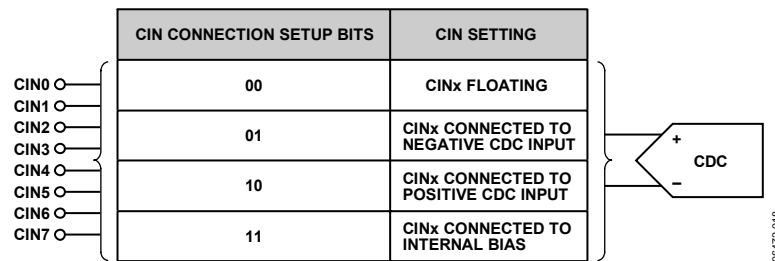 CIN CONNECTION SETUP BITS
CIN SETTING
CIN0
CIN1
CIN2
CIN3
CIN4
CIN5
CIN6
CIN7
00
CINx FLOATING
01
CINx CONNECTED TO
NEGATIVE CDC INPUT
10
CINx CONNECTED TO
POSITIVE CDC INPUT
11
CINx CONNECTED TO
INTERNAL BIAS
+
CDC
–